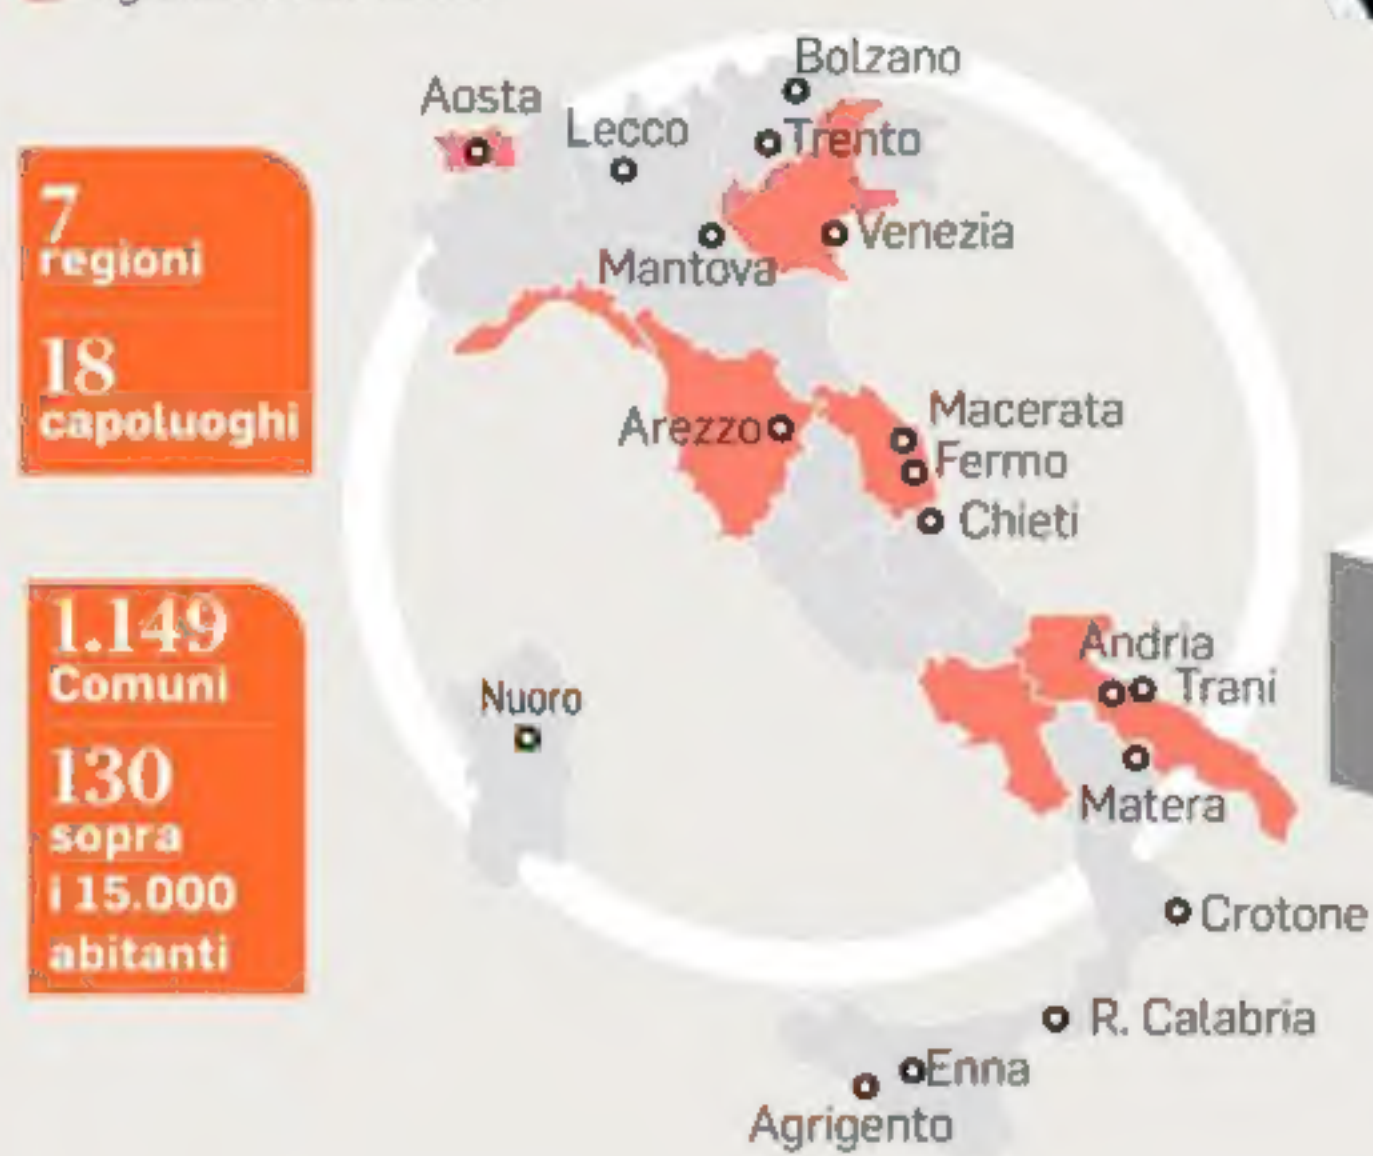 7
regioni
18
capoluoghi
1.149
Comuni
130
sopra
i 15.000
abitanti
Bolzano
Aosta
Lecco
Trento
Venezia
Mantova
Arezzo
Macerata
Fermo
Chieti
Andria
Trani
Nuoro
Matera
Crotone
R. Calabria
Enna
Agrigento